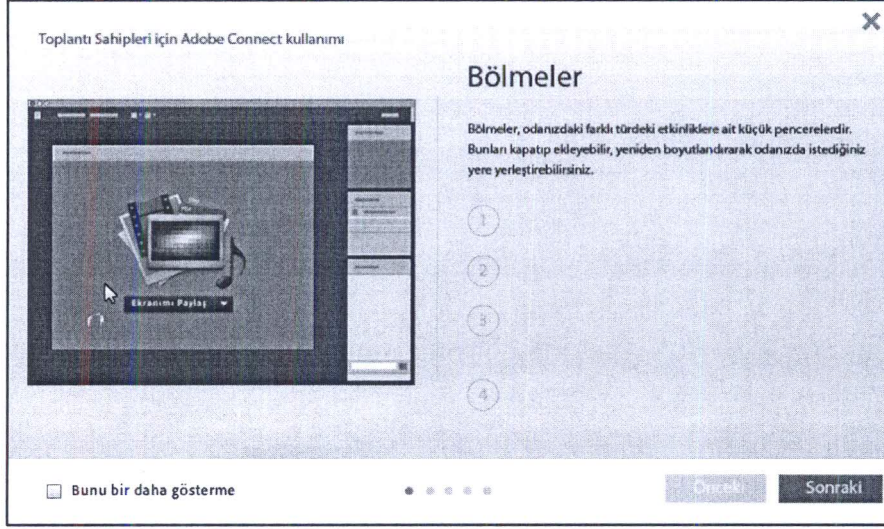 Toplantı Sahipleri için Adobe Connect kullanımı
Bölmeler
Bölmeler, odanızdaki farklı türdeki etkinliklere ait küçük pencerelerdir.
Bunları kapatıp ekleyebilir, yeniden boyutlandırarak odanızda istediğiniz
yere yerleştirebilirsiniz.
1
2
3
4
Ekranımı Paylaş
Bunu bir daha gösterme
Önceki
Sonraki